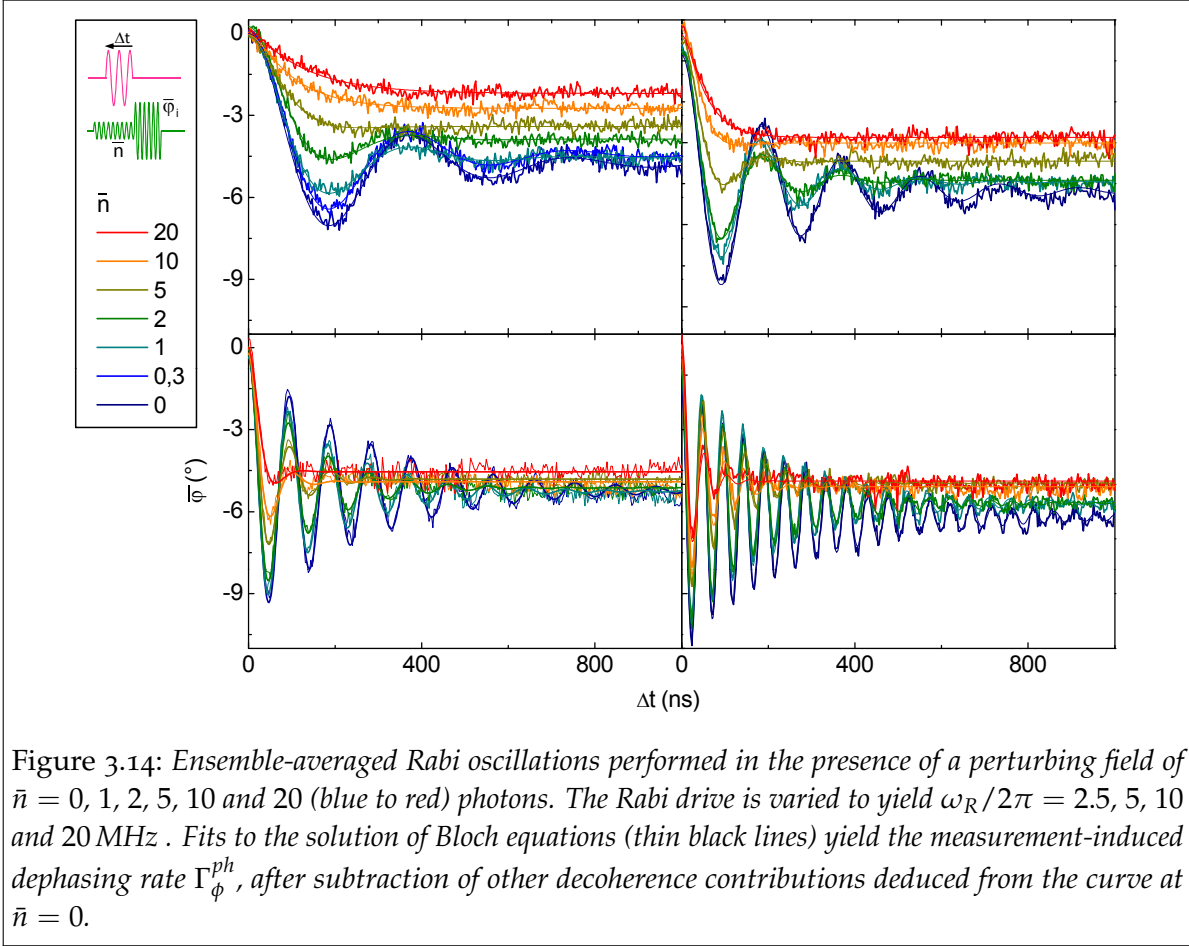 Δt
φ̅ᵢ
n̅
n̅
20
10
5
2
1
0,3
0
0
-3
-6
-9
0
-3
-6
-9
φ̅ (°)
0 400 800 0 400 800
Δt (ns)
Figure 3.14: Ensemble-averaged Rabi oscillations performed in the presence of a perturbing field of
n̄ = 0, 1, 2, 5, 10 and 20 (blue to red) photons. The Rabi drive is varied to yield ω_R/2π = 2.5, 5, 10
and 20 MHz . Fits to the solution of Bloch equations (thin black lines) yield the measurement-induced
dephasing rate Γ_ϕ^{ph}, after subtraction of other decoherence contributions deduced from the curve at
n̄ = 0.